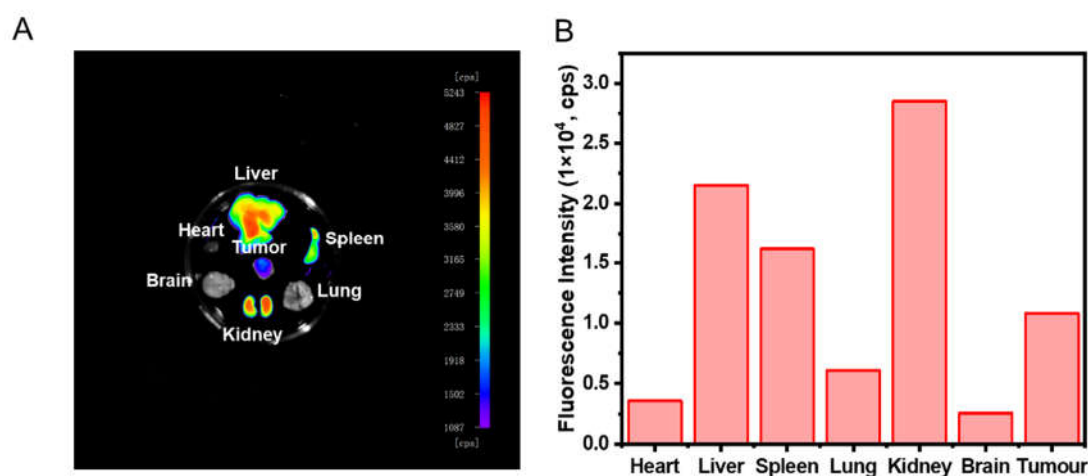 A
[cps]
5243
4827
4412
3996
3580
3165
2749
2333
1918
1502
1087
[cps]
Liver
Heart
Tumor
Spleen
Brain
Lung
Kidney
B
Fluorescence Intensity (1×10⁴, cps)
3.0
2.5
2.0
1.5
1.0
0.5
0.0
Heart Liver Spleen Lung Kidney Brain Tumour